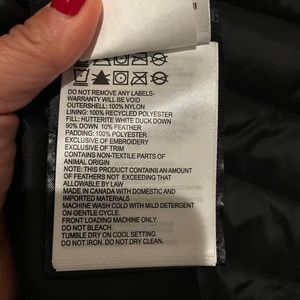 DO NOT REMOVE ANY LABELS-
WARRANTY WILL BE VOID
OUTERSHELL: 100% NYLON
LINING: 100% RECYCLED POLYESTER
FILL: HUTTERITE WHITE DUCK DOWN
90% DOWN  10% FEATHER
PADDING: 100% POLYESTER
EXCLUSIVE OF EMBROIDERY
EXCLUSIVE OF TRIM
CONTAINS NON-TEXTILE PARTS OF
ANIMAL ORIGIN
NOTE: THIS PRODUCT CONTAINS AN AMOUNT
OF FEATHERS NOT  EXCEEDING THAT
ALLOWABLE BY LAW
MADE IN CANADA WITH DOMESTIC AND
IMPORTED MATERIALS
MACHINE WASH COLD WITH MILD DETERGENT
ON GENTLE CYCLE.
FRONT LOADING MACHINE ONLY.
DO NOT BLEACH.
TUMBLE DRY ON COOL SETTING.
DO NOT IRON. DO NOT DRY CLEAN.